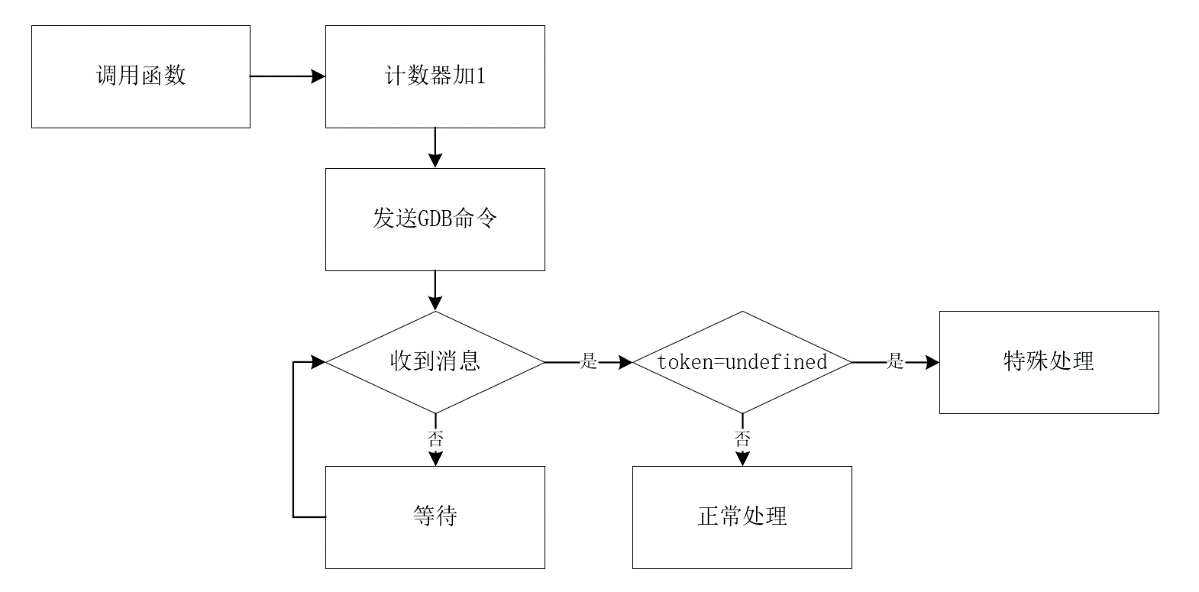 调用函数
计数器加1
发送GDB命令
收到消息
是
token=undefined
是
特殊处理
否
否
等待
正常处理